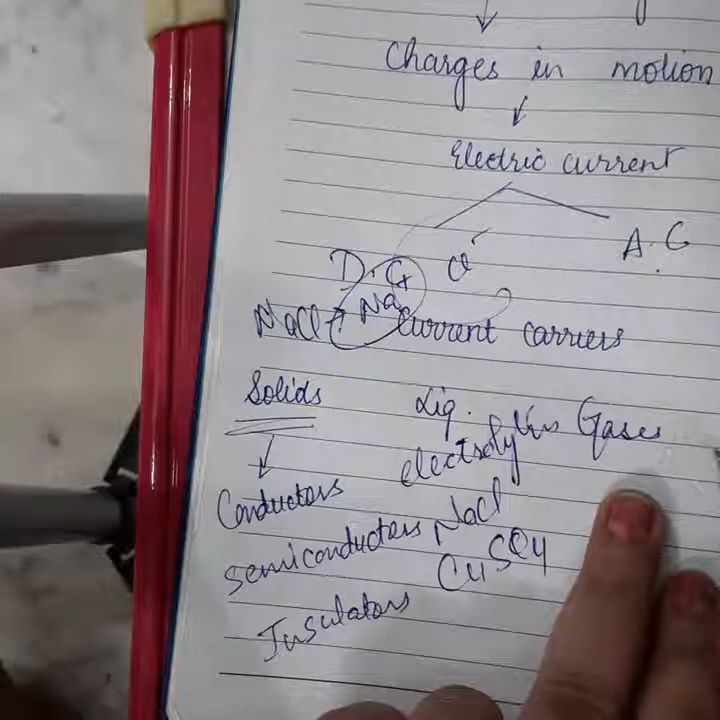 Charges in motion
Electric current
D.C A.C
Cl⁻
NaCl Na⁺
Current carriers
Solids Liq. Gases
Conductors electrolytes
Semiconductors NaCl
Insulators CuSO4